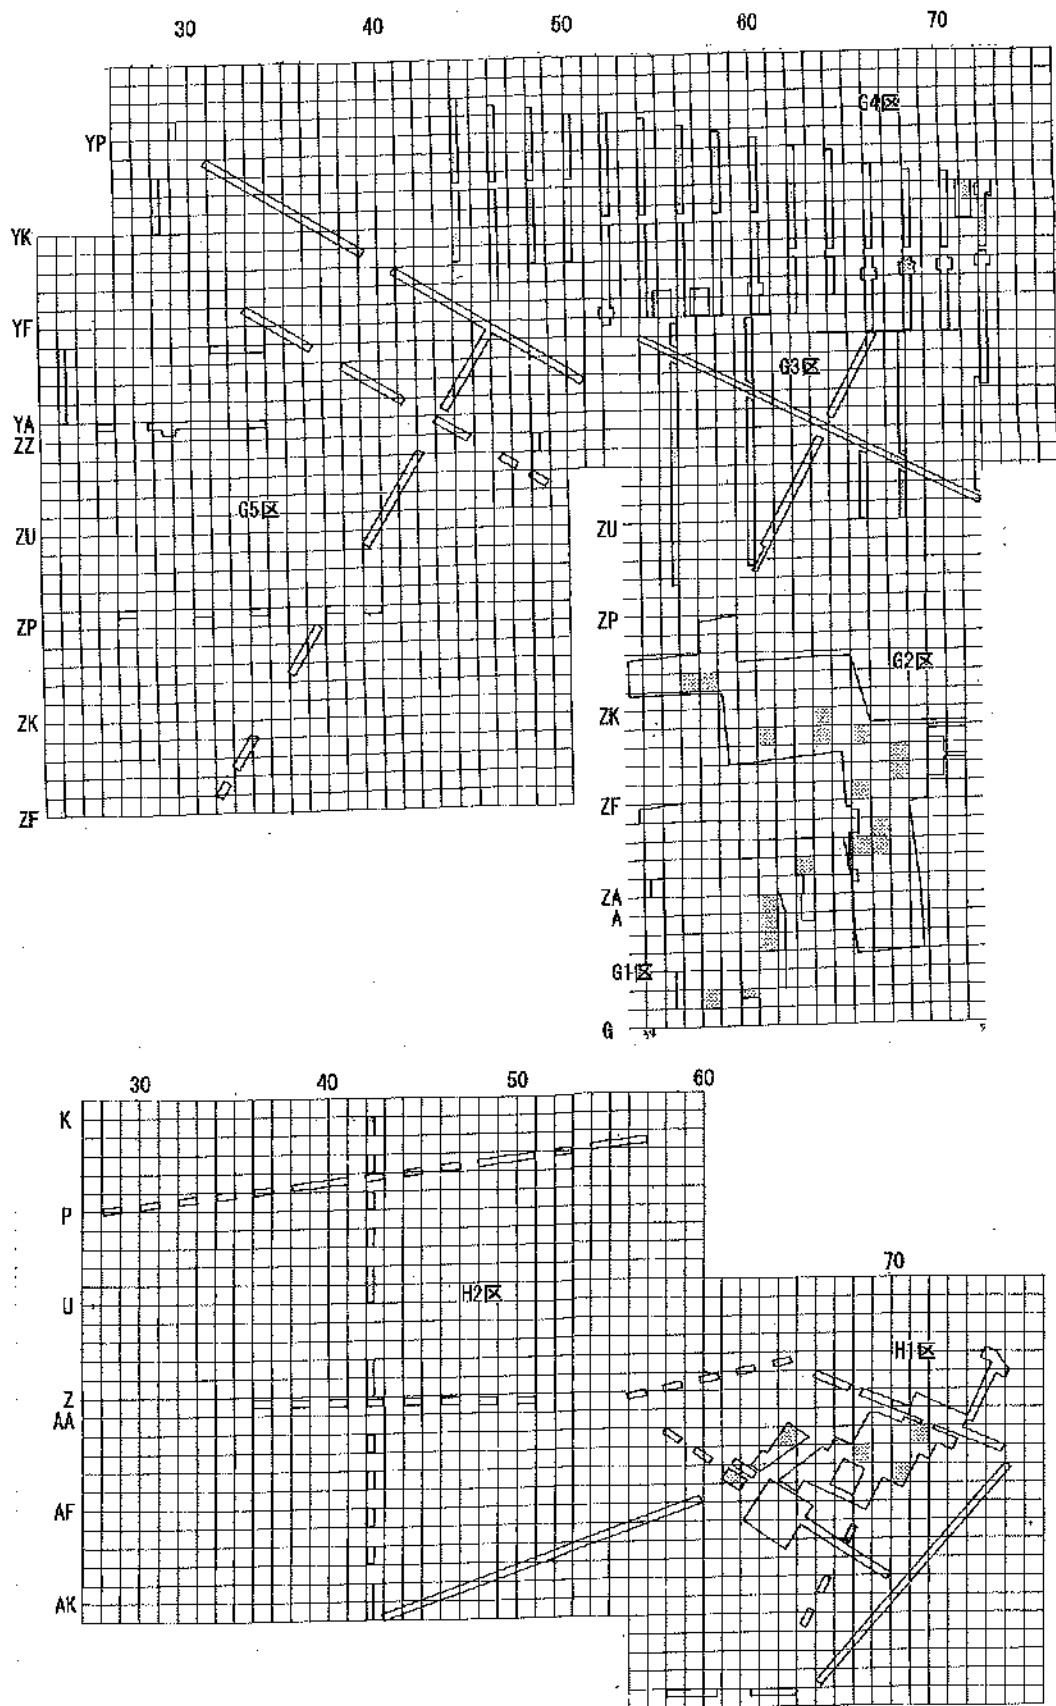 30 40 50 60 70
G4区
YP
YK
YF
G3区
YA
ZZ
G5区
ZU ZU
ZP ZP
G2区
ZK ZK
ZF ZF
ZA
A
G1区
G
30 40 50 60
K
P
70
H2区
U
H1区
Z
AA
AF
AK